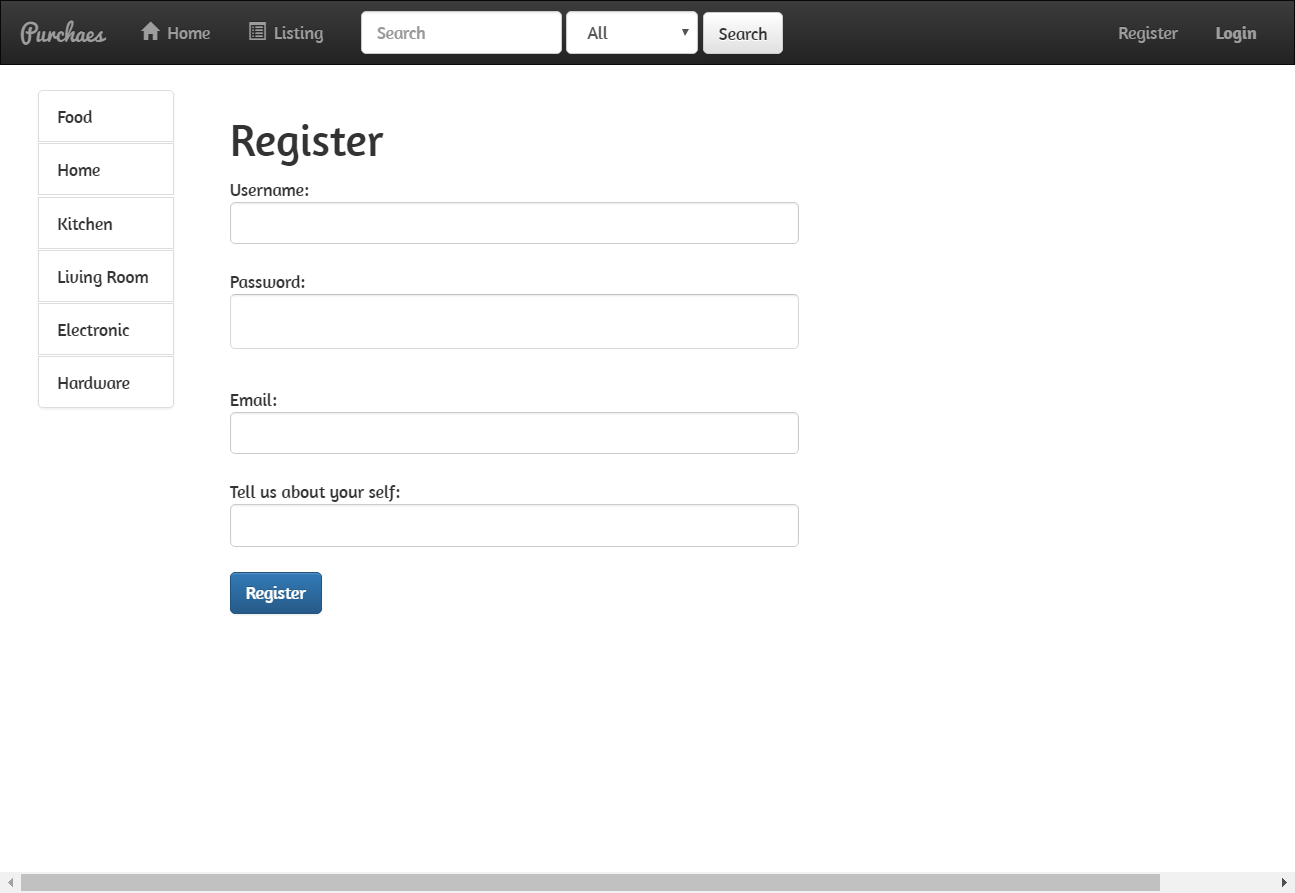 Purchaes Home Listing Search All Search Register Login
Food
Home
Kitchen
Living Room
Electronic
Hardware
Register
Username:
Password:
Email:
Tell us about your self:
Register